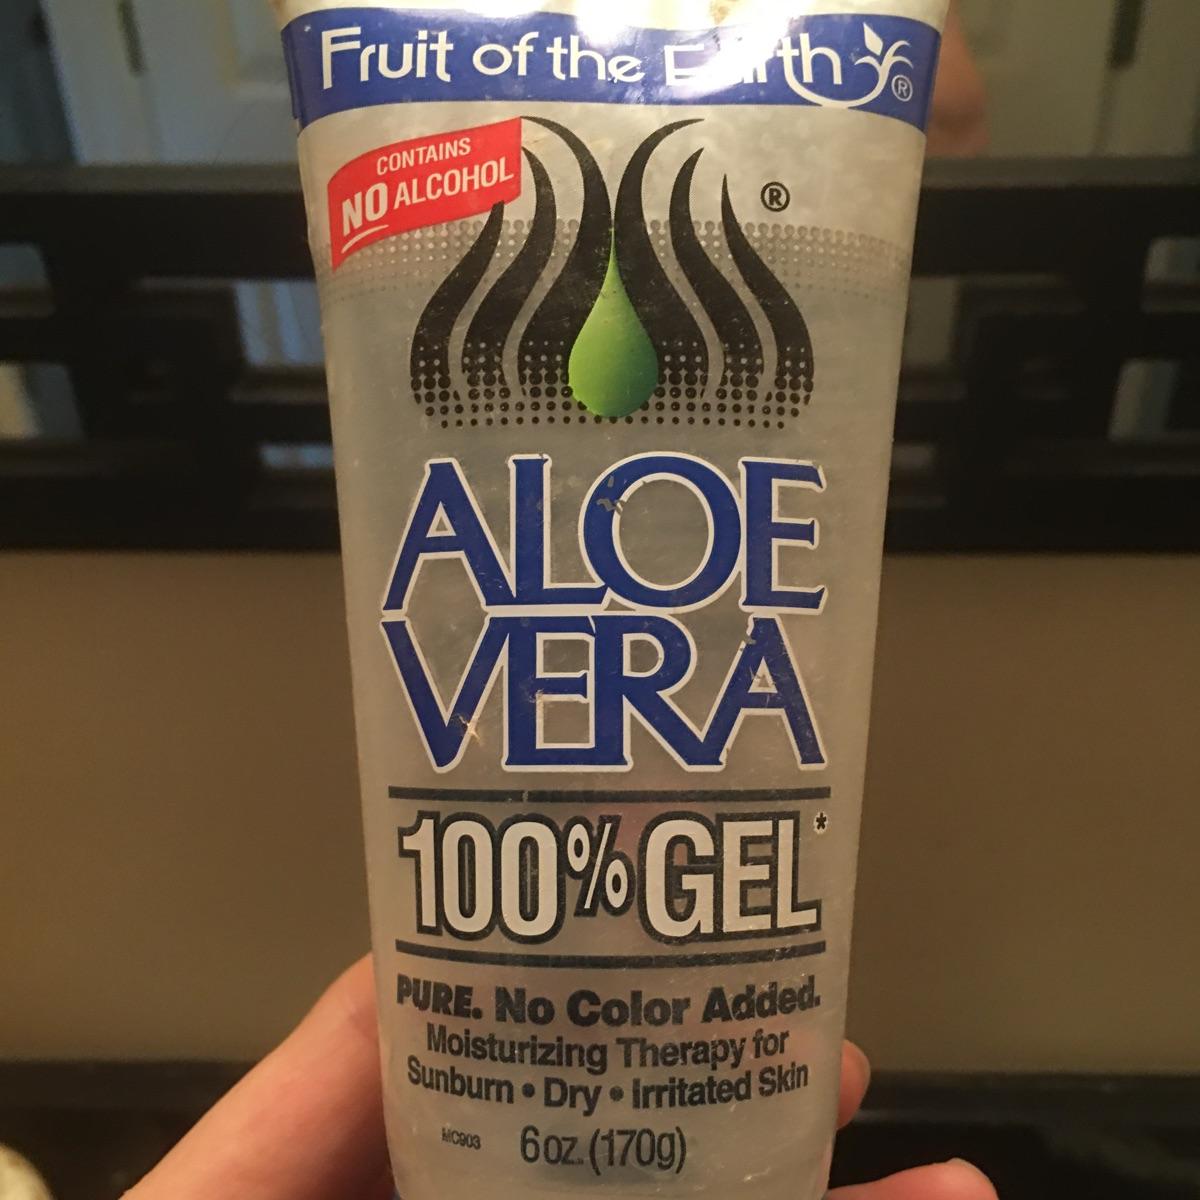 Fruit of the Earth ®
CONTAINS
NO ALCOHOL
®
ALOE
VERA
100% GEL*
PURE. No Color Added.
Moisturizing Therapy for
Sunburn • Dry • Irritated Skin
MC903 6 oz. (170g)